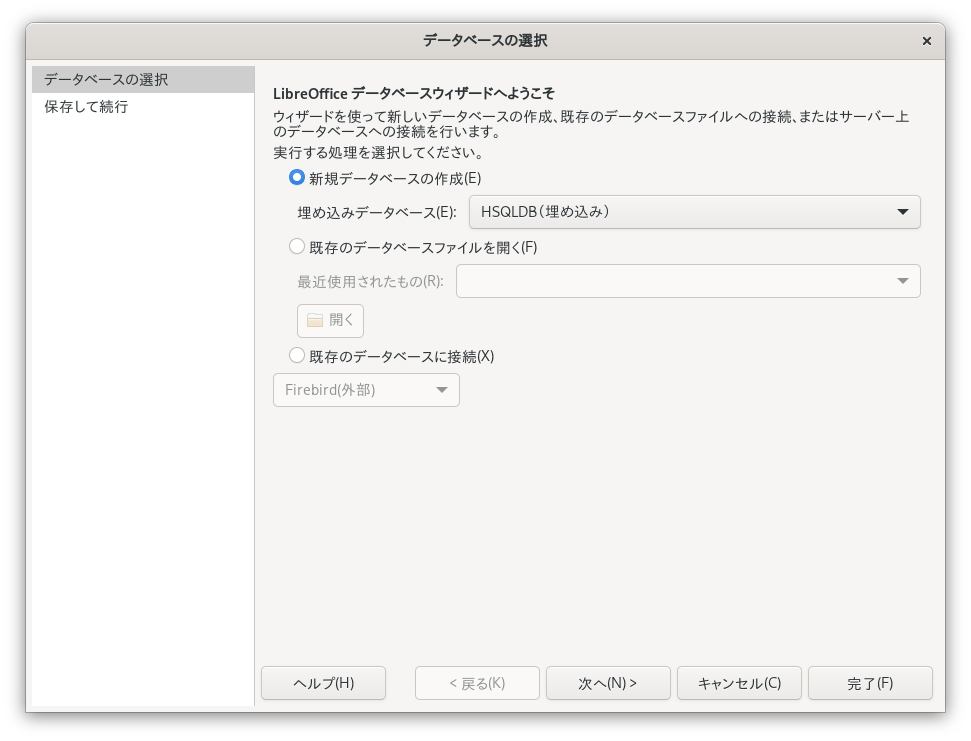 データベースの選択
データベースの選択
保存して続行
LibreOffice データベースウィザードへようこそ
ウィザードを使って新しいデータベースの作成、既存のデータベースファイルへの接続、またはサーバー上
のデータベースへの接続を行います。
実行する処理を選択してください。
新規データベースの作成(E)
埋め込みデータベース(E): HSQLDB（埋め込み）
既存のデータベースファイルを開く(F)
最近使用されたもの(R):
開く
既存のデータベースに接続(X)
Firebird(外部)
ヘルプ(H) < 戻る(K) 次へ(N) > キャンセル(C) 完了(F)